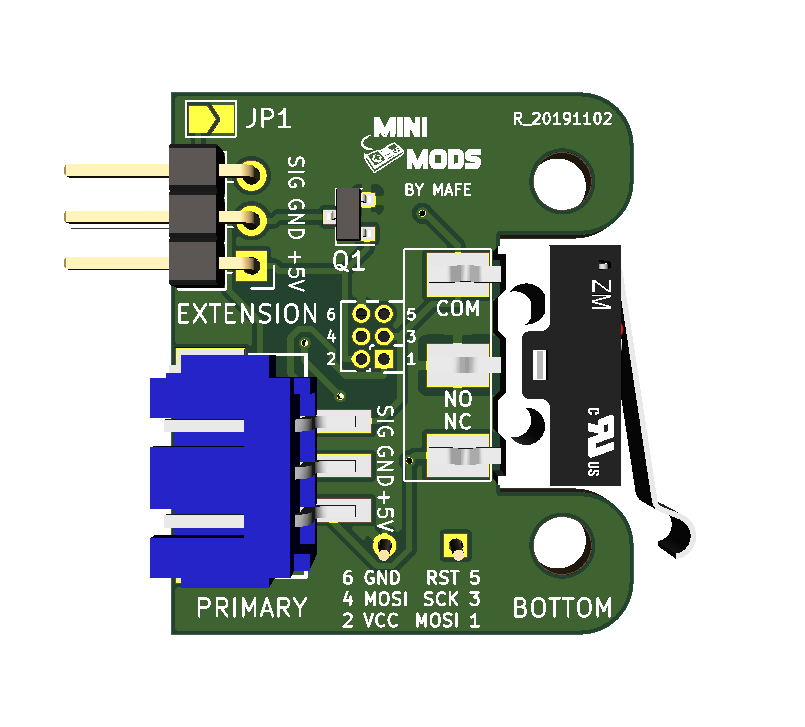 JP1
MINI
MODS
BY MAFE
R_20191102
SIG GND +5V
Q1
EXTENSION
6 5
4 3
2 1
COM
NO
NC
ZM
c UR US
SIG GND +5V
6 GND RST 5
4 MOSI SCK 3
2 VCC MOSI 1
PRIMARY
BOTTOM